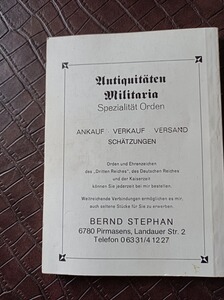 Antiquitäten
Militaria
Spezialität Orden
ANKAUF VERKAUF VERSAND
SCHÄTZUNGEN
Orden und Ehrenzeichen
des „Dritten Reiches", des Deutschen Reiches
und der Kaiserzeit
können Sie jederzeit bei mir bestellen.
Weltreichende Verbindungen ermöglichen es mir,
auch seltene Stücke für Sie zu erwerben.
BERND STEPHAN
6780 Pirmasens, Landauer Str. 2
Telefon 0 63 31/4 12 27